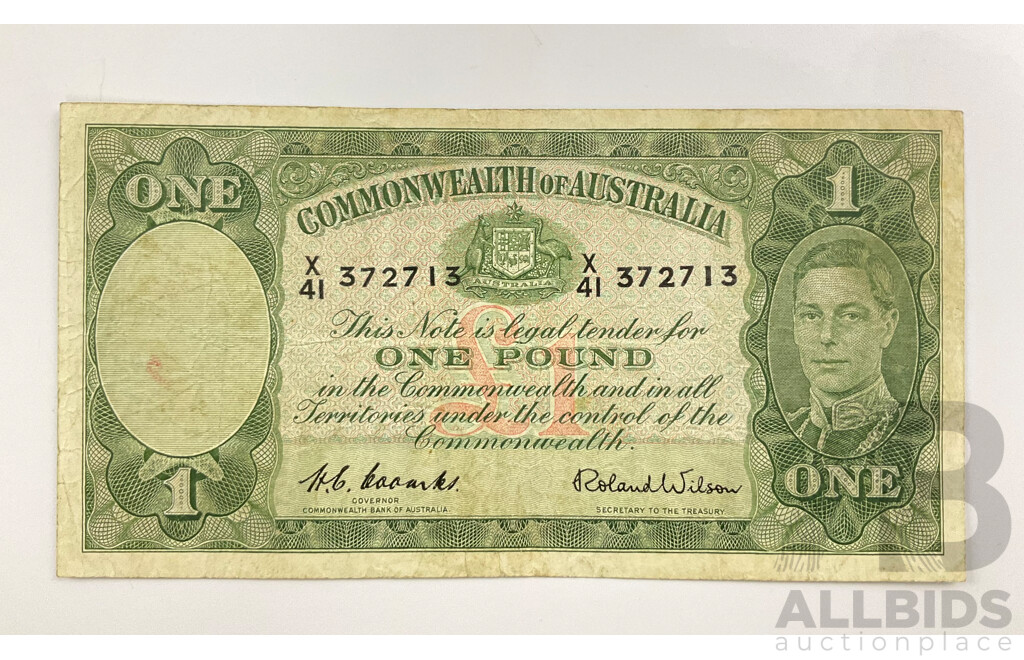 ONE
1
COMMONWEALTH OF AUSTRALIA
AUSTRALIA
X/41 372713 X/41 372713
This Note is legal tender for
ONE POUND
in the Commonwealth and in all
Territories under the control of the
Commonwealth.
£1
H.C. Coombs.
GOVERNOR
COMMONWEALTH BANK OF AUSTRALIA.
Roland Wilson
SECRETARY TO THE TREASURY.
1
ONE
B
ALLBIDS
auctionplace